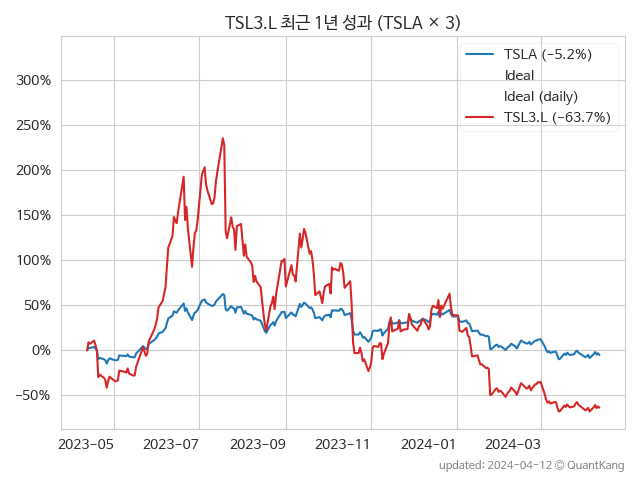 TSL3.L 최근 1년 성과 (TSLA × 3)
TSLA (−5.2%)
Ideal
Ideal (daily)
TSL3.L (−63.7%)
300%
250%
200%
150%
100%
50%
0%
−50%
2023-05 2023-07 2023-09 2023-11 2024-01 2024-03
updated: 2024-04-12 © QuantKang